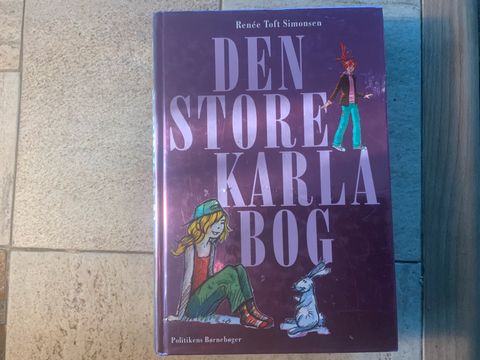 Renée Toft Simonsen
DEN
STORE
KARLA
BOG
Politikens Børnebøger